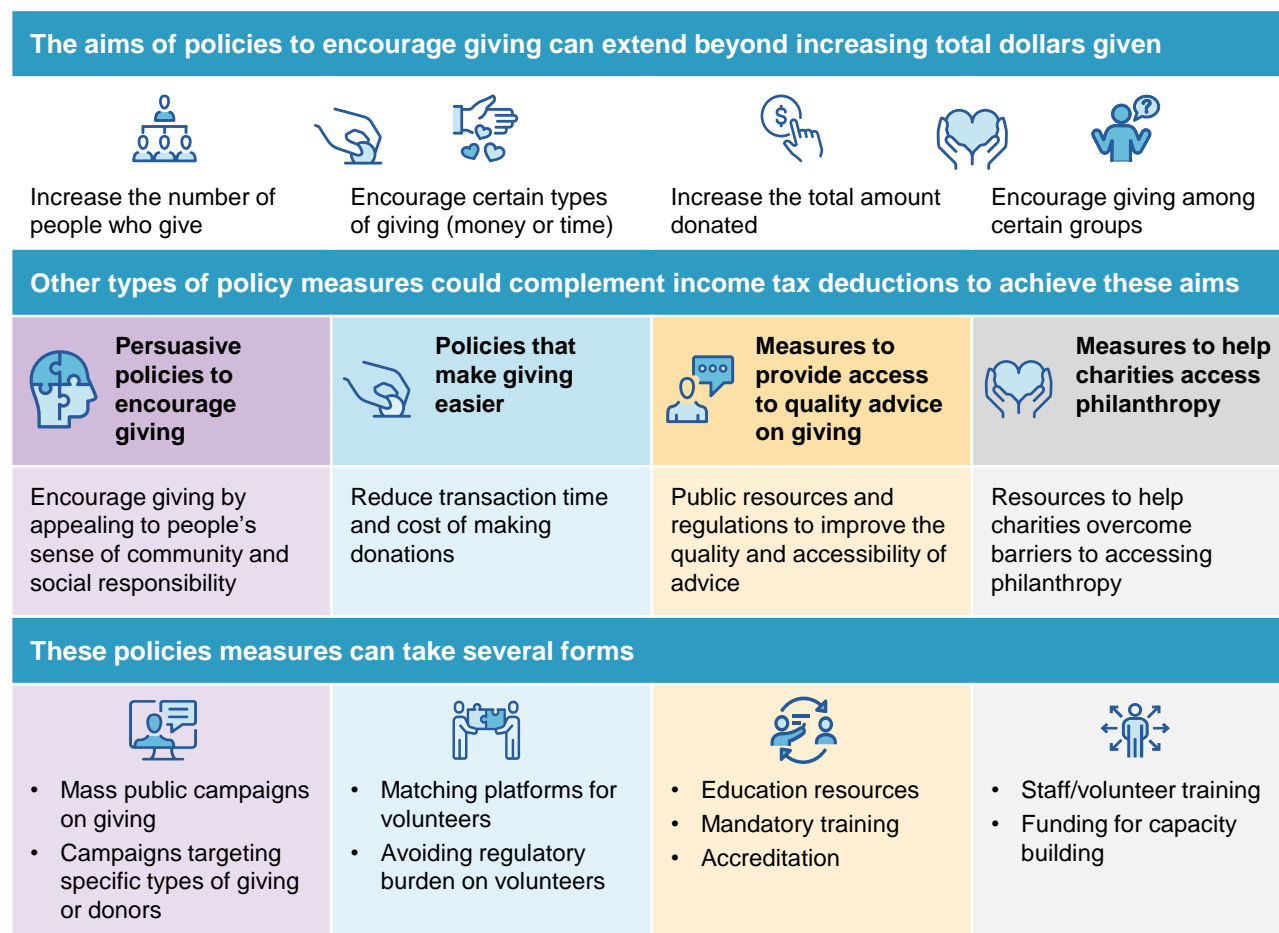 The aims of policies to encourage giving can extend beyond increasing total dollars given
$
?
Increase the number of
people who give
Encourage certain types
of giving (money or time)
Increase the total amount
donated
Encourage giving among
certain groups
Other types of policy measures could complement income tax deductions to achieve these aims
Persuasive
policies to
encourage
giving
Policies that
make giving
easier
Measures to
provide access
to quality advice
on giving
Measures to help
charities access
philanthropy
Encourage giving by
appealing to people's
sense of community and
social responsibility
Reduce transaction time
and cost of making
donations
Public resources and
regulations to improve the
quality and accessibility of
advice
Resources to help
charities overcome
barriers to accessing
philanthropy
These policies measures can take several forms
• Mass public campaigns
on giving
• Campaigns targeting
specific types of giving
or donors
• Matching platforms for
volunteers
• Avoiding regulatory
burden on volunteers
• Education resources
• Mandatory training
• Accreditation
• Staff/volunteer training
• Funding for capacity
building